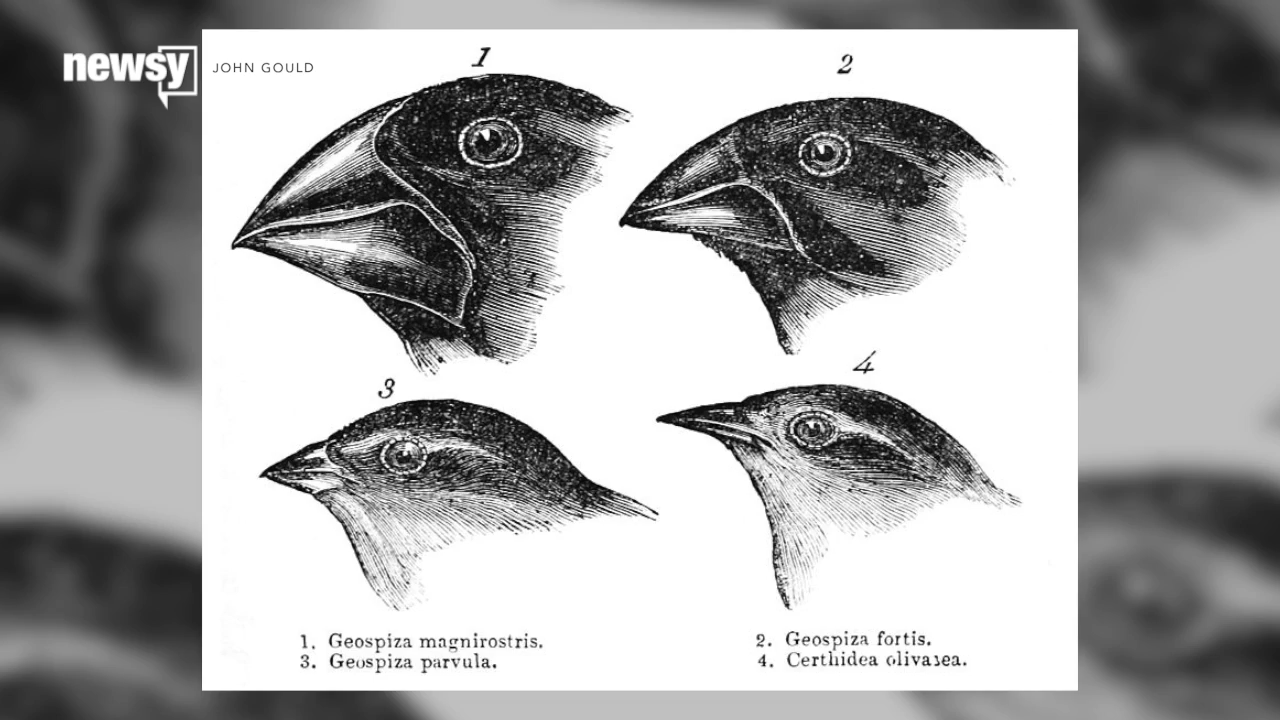 newsy
JOHN GOULD
1
2
3
4
1. Geospiza magnirostris.
2. Geospiza fortis.
3. Geospiza parvula.
4. Certhidea olivasea.